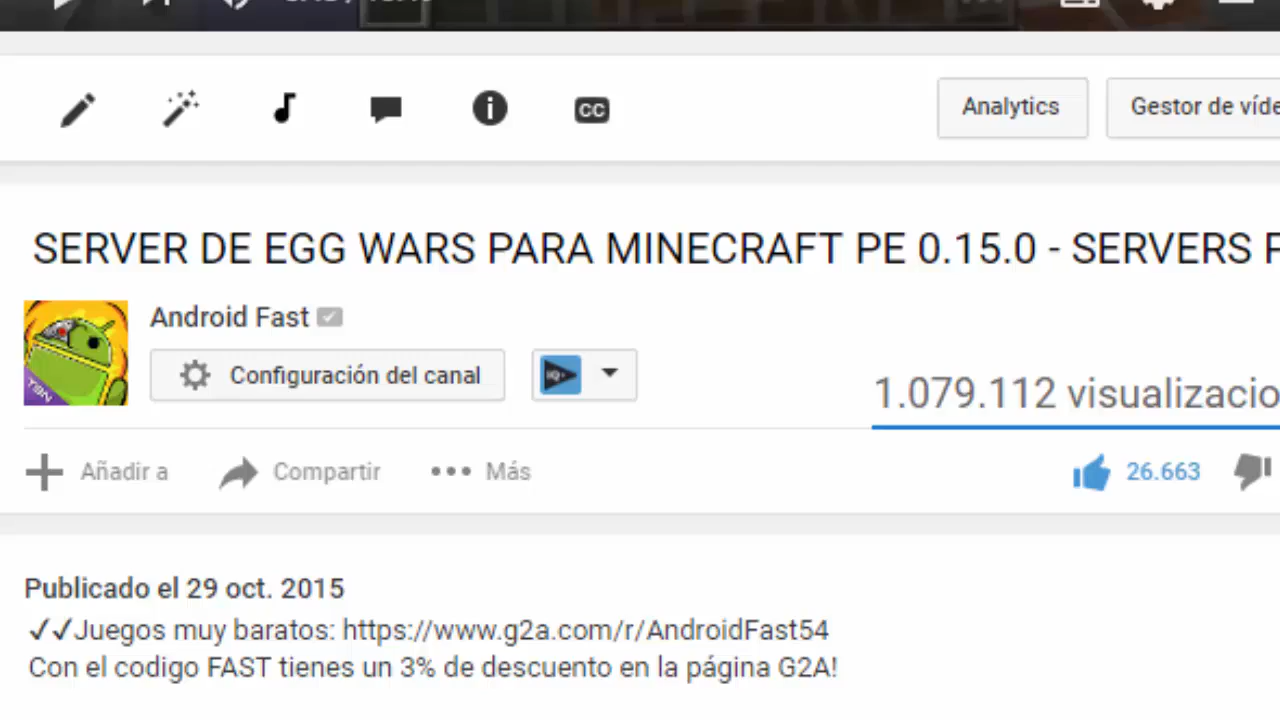 CC
Analytics
Gestor de víde
SERVER DE EGG WARS PARA MINECRAFT PE 0.15.0 - SERVERS P
Android Fast
TGN
Configuración del canal
1.079.112 visualizacio
Añadir a
Compartir
Más
26.663
Publicado el 29 oct. 2015
✓✓Juegos muy baratos: https://www.g2a.com/r/AndroidFast54
Con el codigo FAST tienes un 3% de descuento en la página G2A!